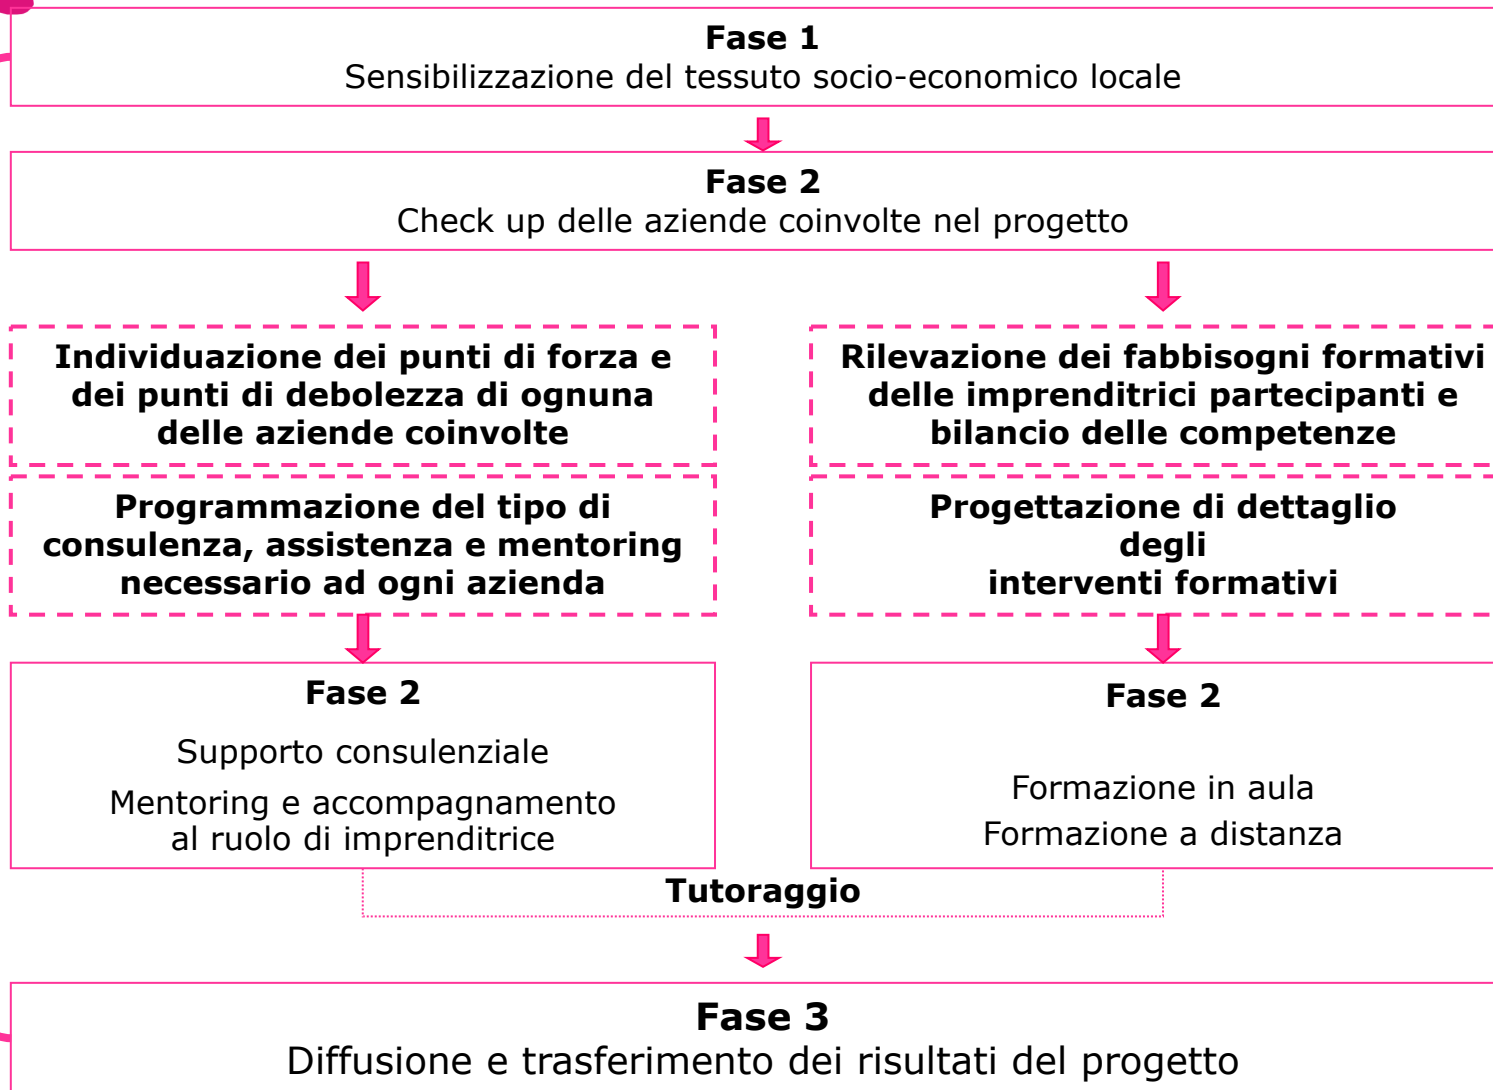 Fase 1
Sensibilizzazione del tessuto socio-economico locale
Fase 2
Check up delle aziende coinvolte nel progetto
Individuazione dei punti di forza e
dei punti di debolezza di ognuna
delle aziende coinvolte
Programmazione del tipo di
consulenza, assistenza e mentoring
necessario ad ogni azienda
Rilevazione dei fabbisogni formativi
delle imprenditrici partecipanti e
bilancio delle competenze
Progettazione di dettaglio
degli
interventi formativi
Fase 2
Supporto consulenziale
Mentoring e accompagnamento
al ruolo di imprenditrice
Fase 2
Formazione in aula
Formazione a distanza
Tutoraggio
Fase 3
Diffusione e trasferimento dei risultati del progetto